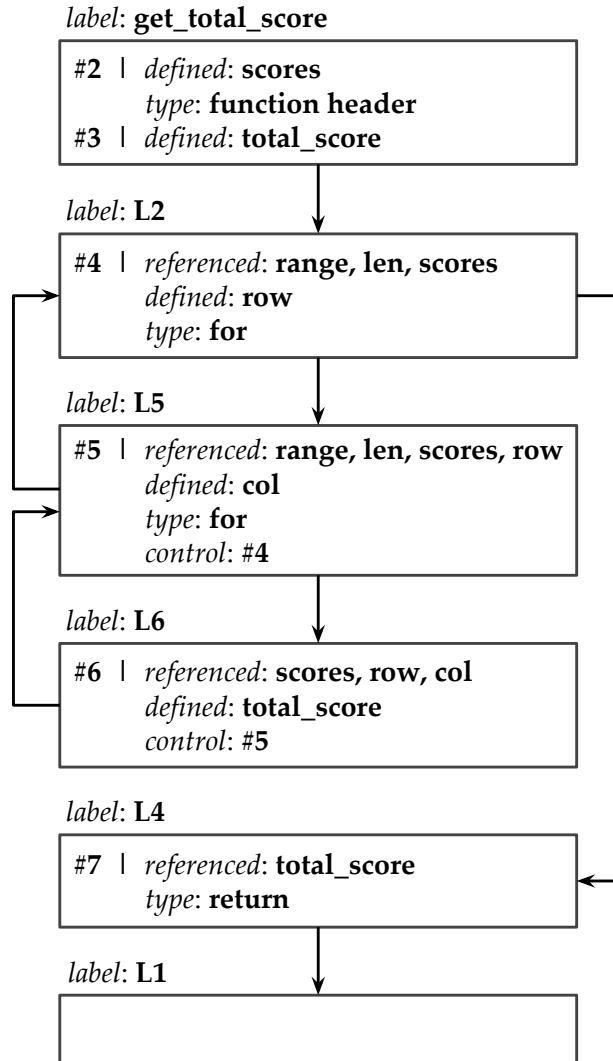 label: get_total_score
#2 | defined: scores
type: function header
#3 | defined: total_score
label: L2
#4 | referenced: range, len, scores
defined: row
type: for
label: L5
#5 | referenced: range, len, scores, row
defined: col
type: for
control: #4
label: L6
#6 | referenced: scores, row, col
defined: total_score
control: #5
label: L4
#7 | referenced: total_score
type: return
label: L1